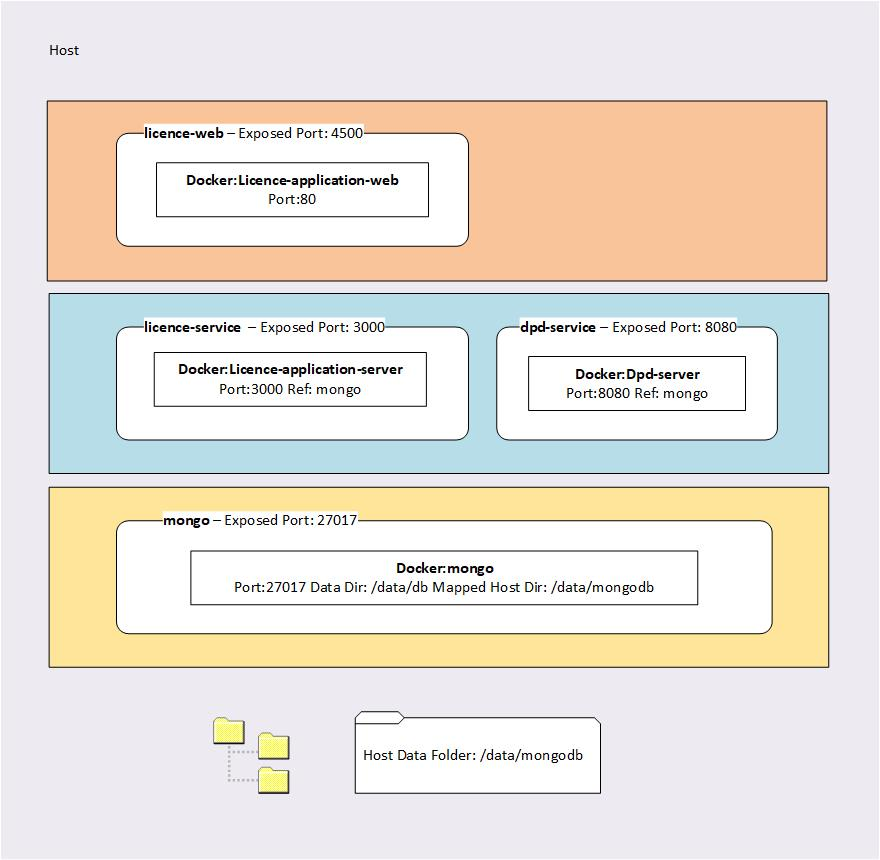 Host
licence-web – Exposed Port: 4500
Docker:Licence-application-web
Port:80
licence-service – Exposed Port: 3000
Docker:Licence-application-server
Port:3000 Ref: mongo
dpd-service – Exposed Port: 8080
Docker:Dpd-server
Port:8080 Ref: mongo
mongo – Exposed Port: 27017
Docker:mongo
Port:27017 Data Dir: /data/db Mapped Host Dir: /data/mongodb
Host Data Folder: /data/mongodb